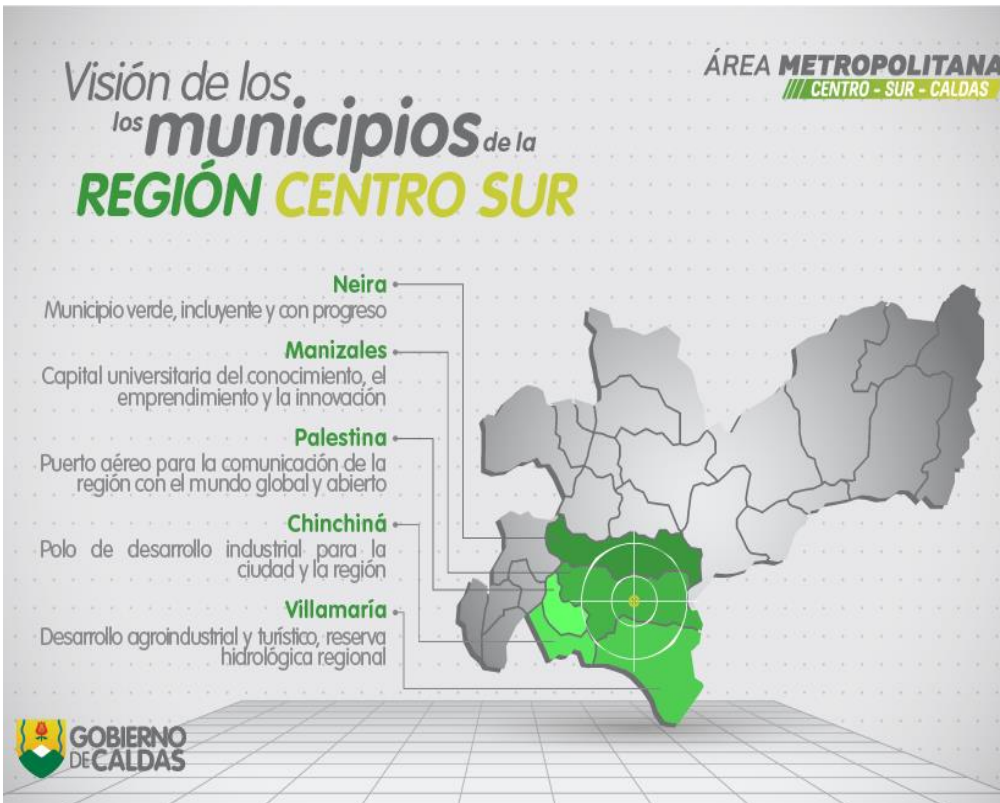 Visión de los
los municipios de la
REGIÓN CENTRO SUR
ÁREA METROPOLITANA
CENTRO - SUR - CALDAS
Neira
Municipio verde, incluyente y con progreso
Manizales
Capital universitaria del conocimiento, el
emprendimiento y la innovación
Palestina
Puerto aéreo para la comunicación de la
región con el mundo global y abierto
Chinchiná
Polo de desarrollo industrial para la
ciudad y la región
Villamaría
Desarrollo agroindustrial y turístico, reserva
hidrológica regional
GOBIERNO
DE CALDAS